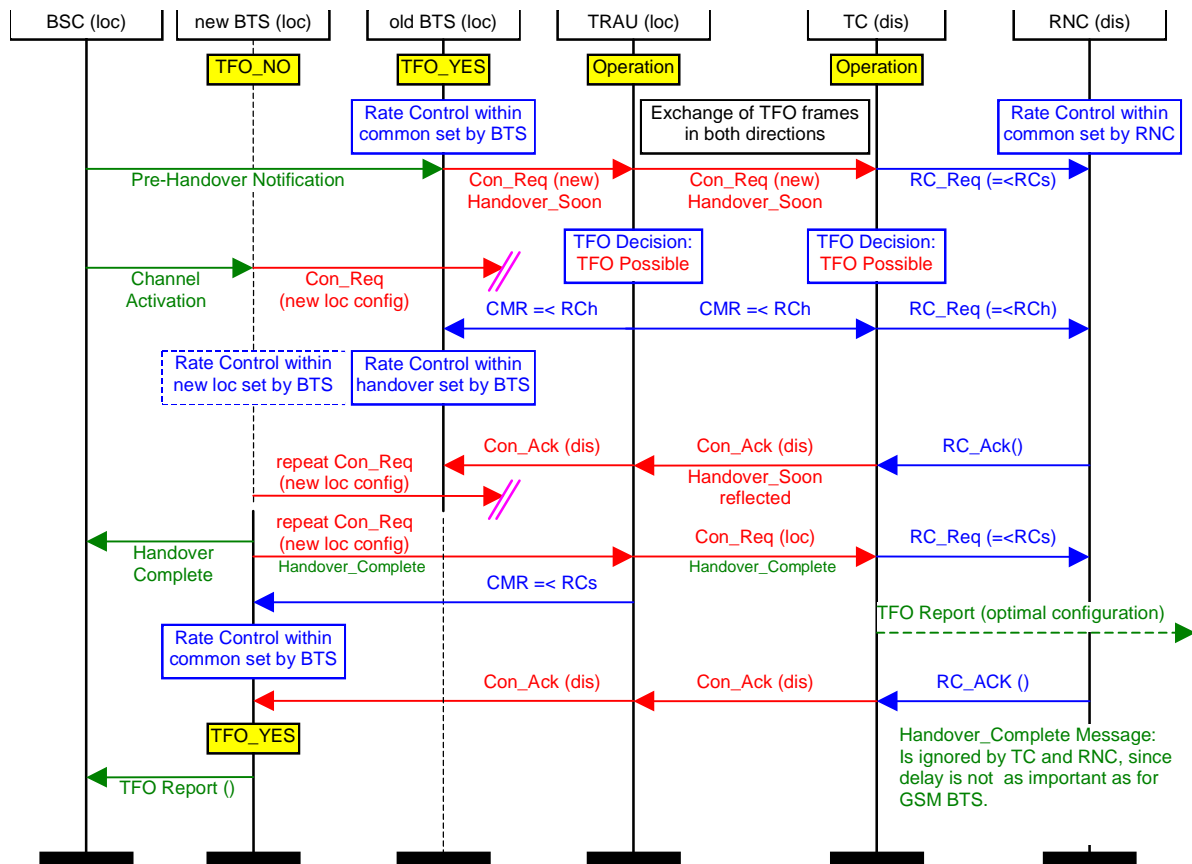 BSC (loc)
new BTS (loc)
old BTS (loc)
TRAU (loc)
TC (dis)
RNC (dis)
TFO_NO
TFO_YES
Operation
Operation
Rate Control within
common set by BTS
Exchange of TFO frames
in both directions
Rate Control within
common set by RNC
Pre-Handover Notification
Con_Req (new)
Handover_Soon
Con_Req (new)
Handover_Soon
RC_Req (=<RCs)
TFO Decision:
TFO Possible
TFO Decision:
TFO Possible
Channel
Activation
Con_Req
(new loc config)
CMR =< RCh
CMR =< RCh
RC_Req (=<RCh)
Rate Control within
new loc set by BTS
Rate Control within
handover set by BTS
Con_Ack (dis)
Con_Ack (dis)
Handover_Soon
reflected
RC_Ack()
repeat Con_Req
(new loc config)
repeat Con_Req
(new loc config)
Handover_Complete
Handover
Complete
Con_Req (loc)
Handover_Complete
RC_Req (=<RCs)
CMR =< RCs
TFO Report (optimal configuration)
Rate Control within
common set by BTS
Con_Ack (dis)
Con_Ack (dis)
RC_ACK ()
TFO_YES
Handover_Complete Message:
Is ignored by TC and RNC, since
delay is not as important as for
GSM BTS.
TFO Report ()